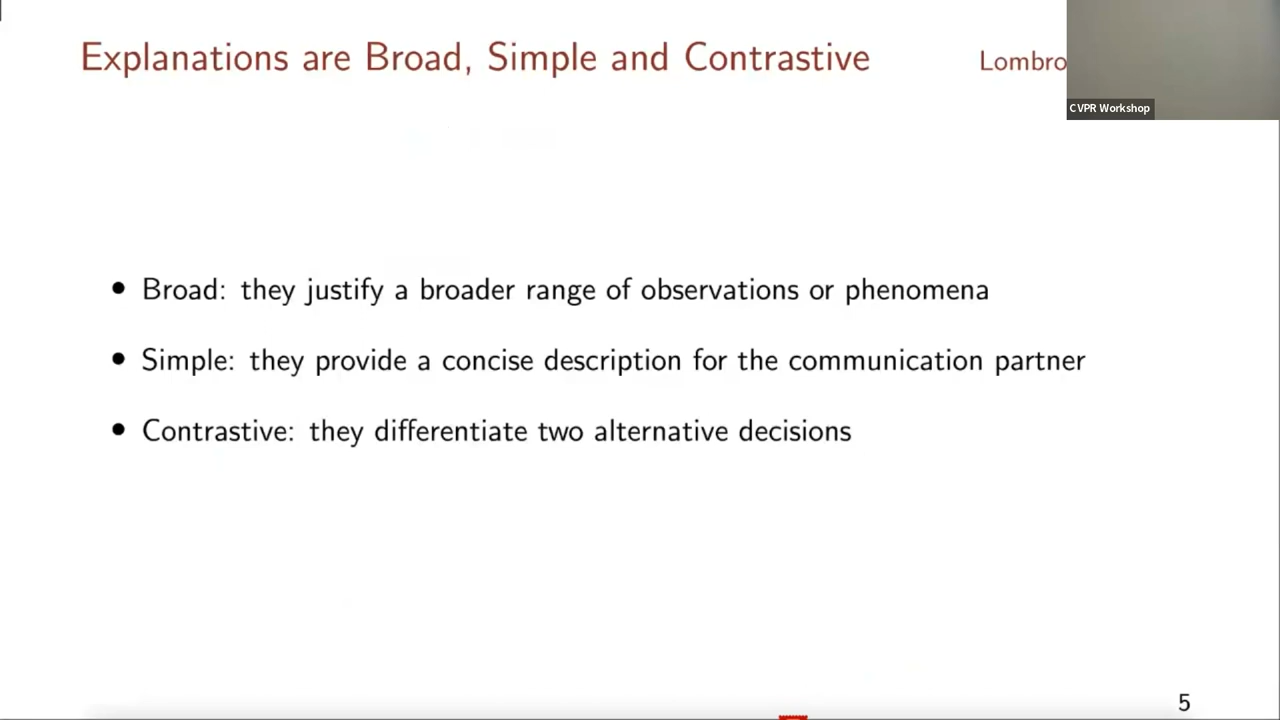 Explanations are Broad, Simple and Contrastive
CVPR Workshop
• Broad: they justify a broader range of observations or phenomena
• Simple: they provide a concise description for the communication partner
• Contrastive: they differentiate two alternative decisions
5